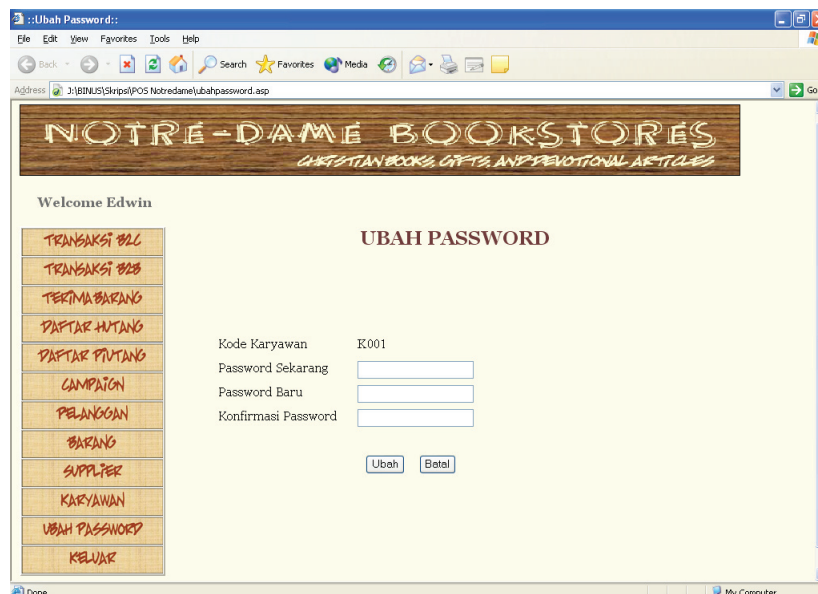 ::Ubah Password::
File Edit View Favorites Tools Help
Back Search Favorites Media
Address J:\BINUS\Skripsi\POS Notredame\ubahpassword.asp Go
NOTRE-DAME BOOKSTORES
CHRISTIAN BOOKS, GIFTS, AND DEVOTIONAL ARTICLES
Welcome Edwin
UBAH PASSWORD
TRANSAKSI B2C
TRANSAKSI B2B
TERIMA BARANG
DAFTAR HUTANG
DAFTAR PIUTANG
CAMPAIGN
PELANGGAN
BARANG
SUPPLIER
KARYAWAN
UBAH PASSWORD
KELUAR
Kode Karyawan K001
Password Sekarang
Password Baru
Konfirmasi Password
Ubah Batal
Done My Computer